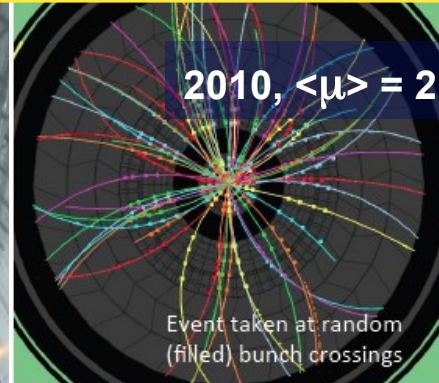 2010, <μ> = 2
Event taken at random
(filled) bunch crossings